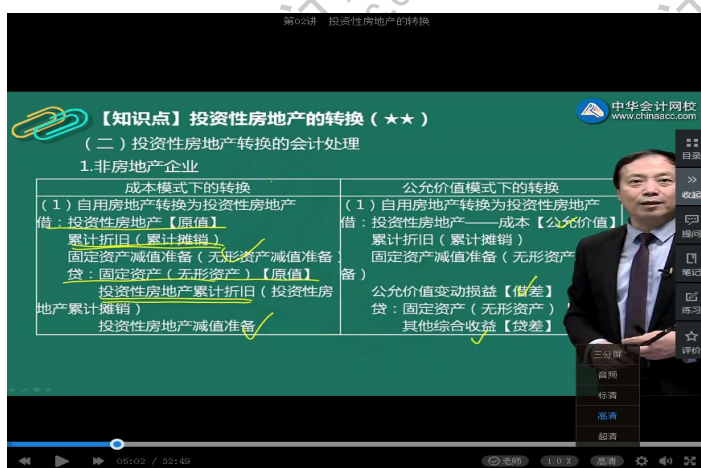 第02讲 投资性房地产的转换
中华会计网校
www.chinaacc.com
【知识点】投资性房地产的转换（★★）
（二）投资性房地产转换的会计处理
1.非房地产企业
成本模式下的转换
（1）自用房地产转换为投资性房地产
借：投资性房地产【原值】
累计折旧（累计摊销）
固定资产减值准备（无形资产减值准备）
贷：固定资产（无形资产）【原值】
投资性房地产累计折旧（投资性房
地产累计摊销）
投资性房地产减值准备
公允价值模式下的转换
（1）自用房地产转换为投资性房地产
借：投资性房地产——成本【公允价值】
累计折旧（累计摊销）
固定资产减值准备（无形资产
备）
公允价值变动损益【借差】
贷：固定资产（无形资产）
其他综合收益【贷差】
目录
收起
提问
笔记
练习
评价
三分屏
音频
标清
高清
超清
05:02 / 32:49
老师
1.0 X
高清